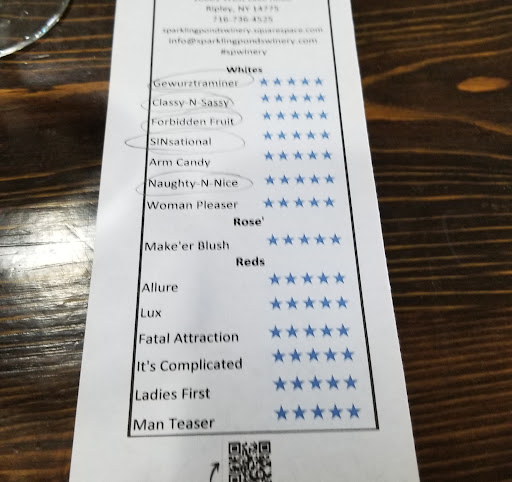 Ripley, NY 14775
716-736-4525
sparklingpondswinery.squarespace.com
info@sparklingpondswinery.com
#spwinery
Whites
Gewurztraminer
Classy-N-Sassy
Forbidden Fruit
SINsational
Arm Candy
Naughty-N-Nice
Woman Pleaser
Rose'
Make'er Blush
Reds
Allure
Lux
Fatal Attraction
It's Complicated
Ladies First
Man Teaser